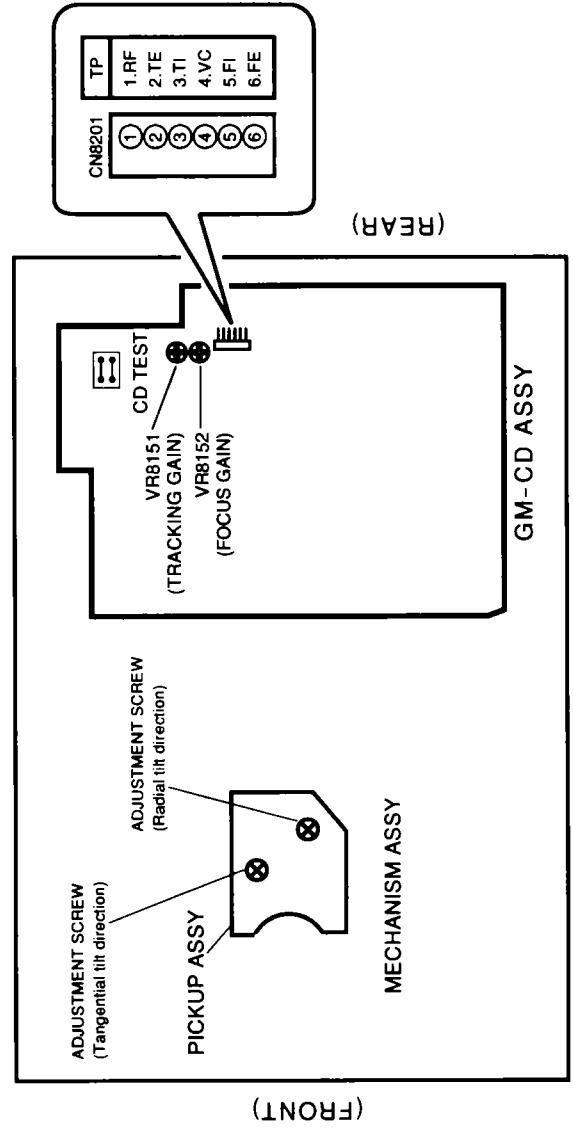 CN8201
TP
① 1.RF
② 2.TE
③ 3.TI
④ 4.VC
⑤ 5.FI
⑥ 6.FE
(REAR)
CD TEST
VR8151
(TRACKING GAIN)
VR8152
(FOCUS GAIN)
GM-CD ASSY
ADJUSTMENT SCREW
(Radial tilt direction)
ADJUSTMENT SCREW
(Tangential tilt direction)
PICKUP ASSY
MECHANISM ASSY
(FRONT)